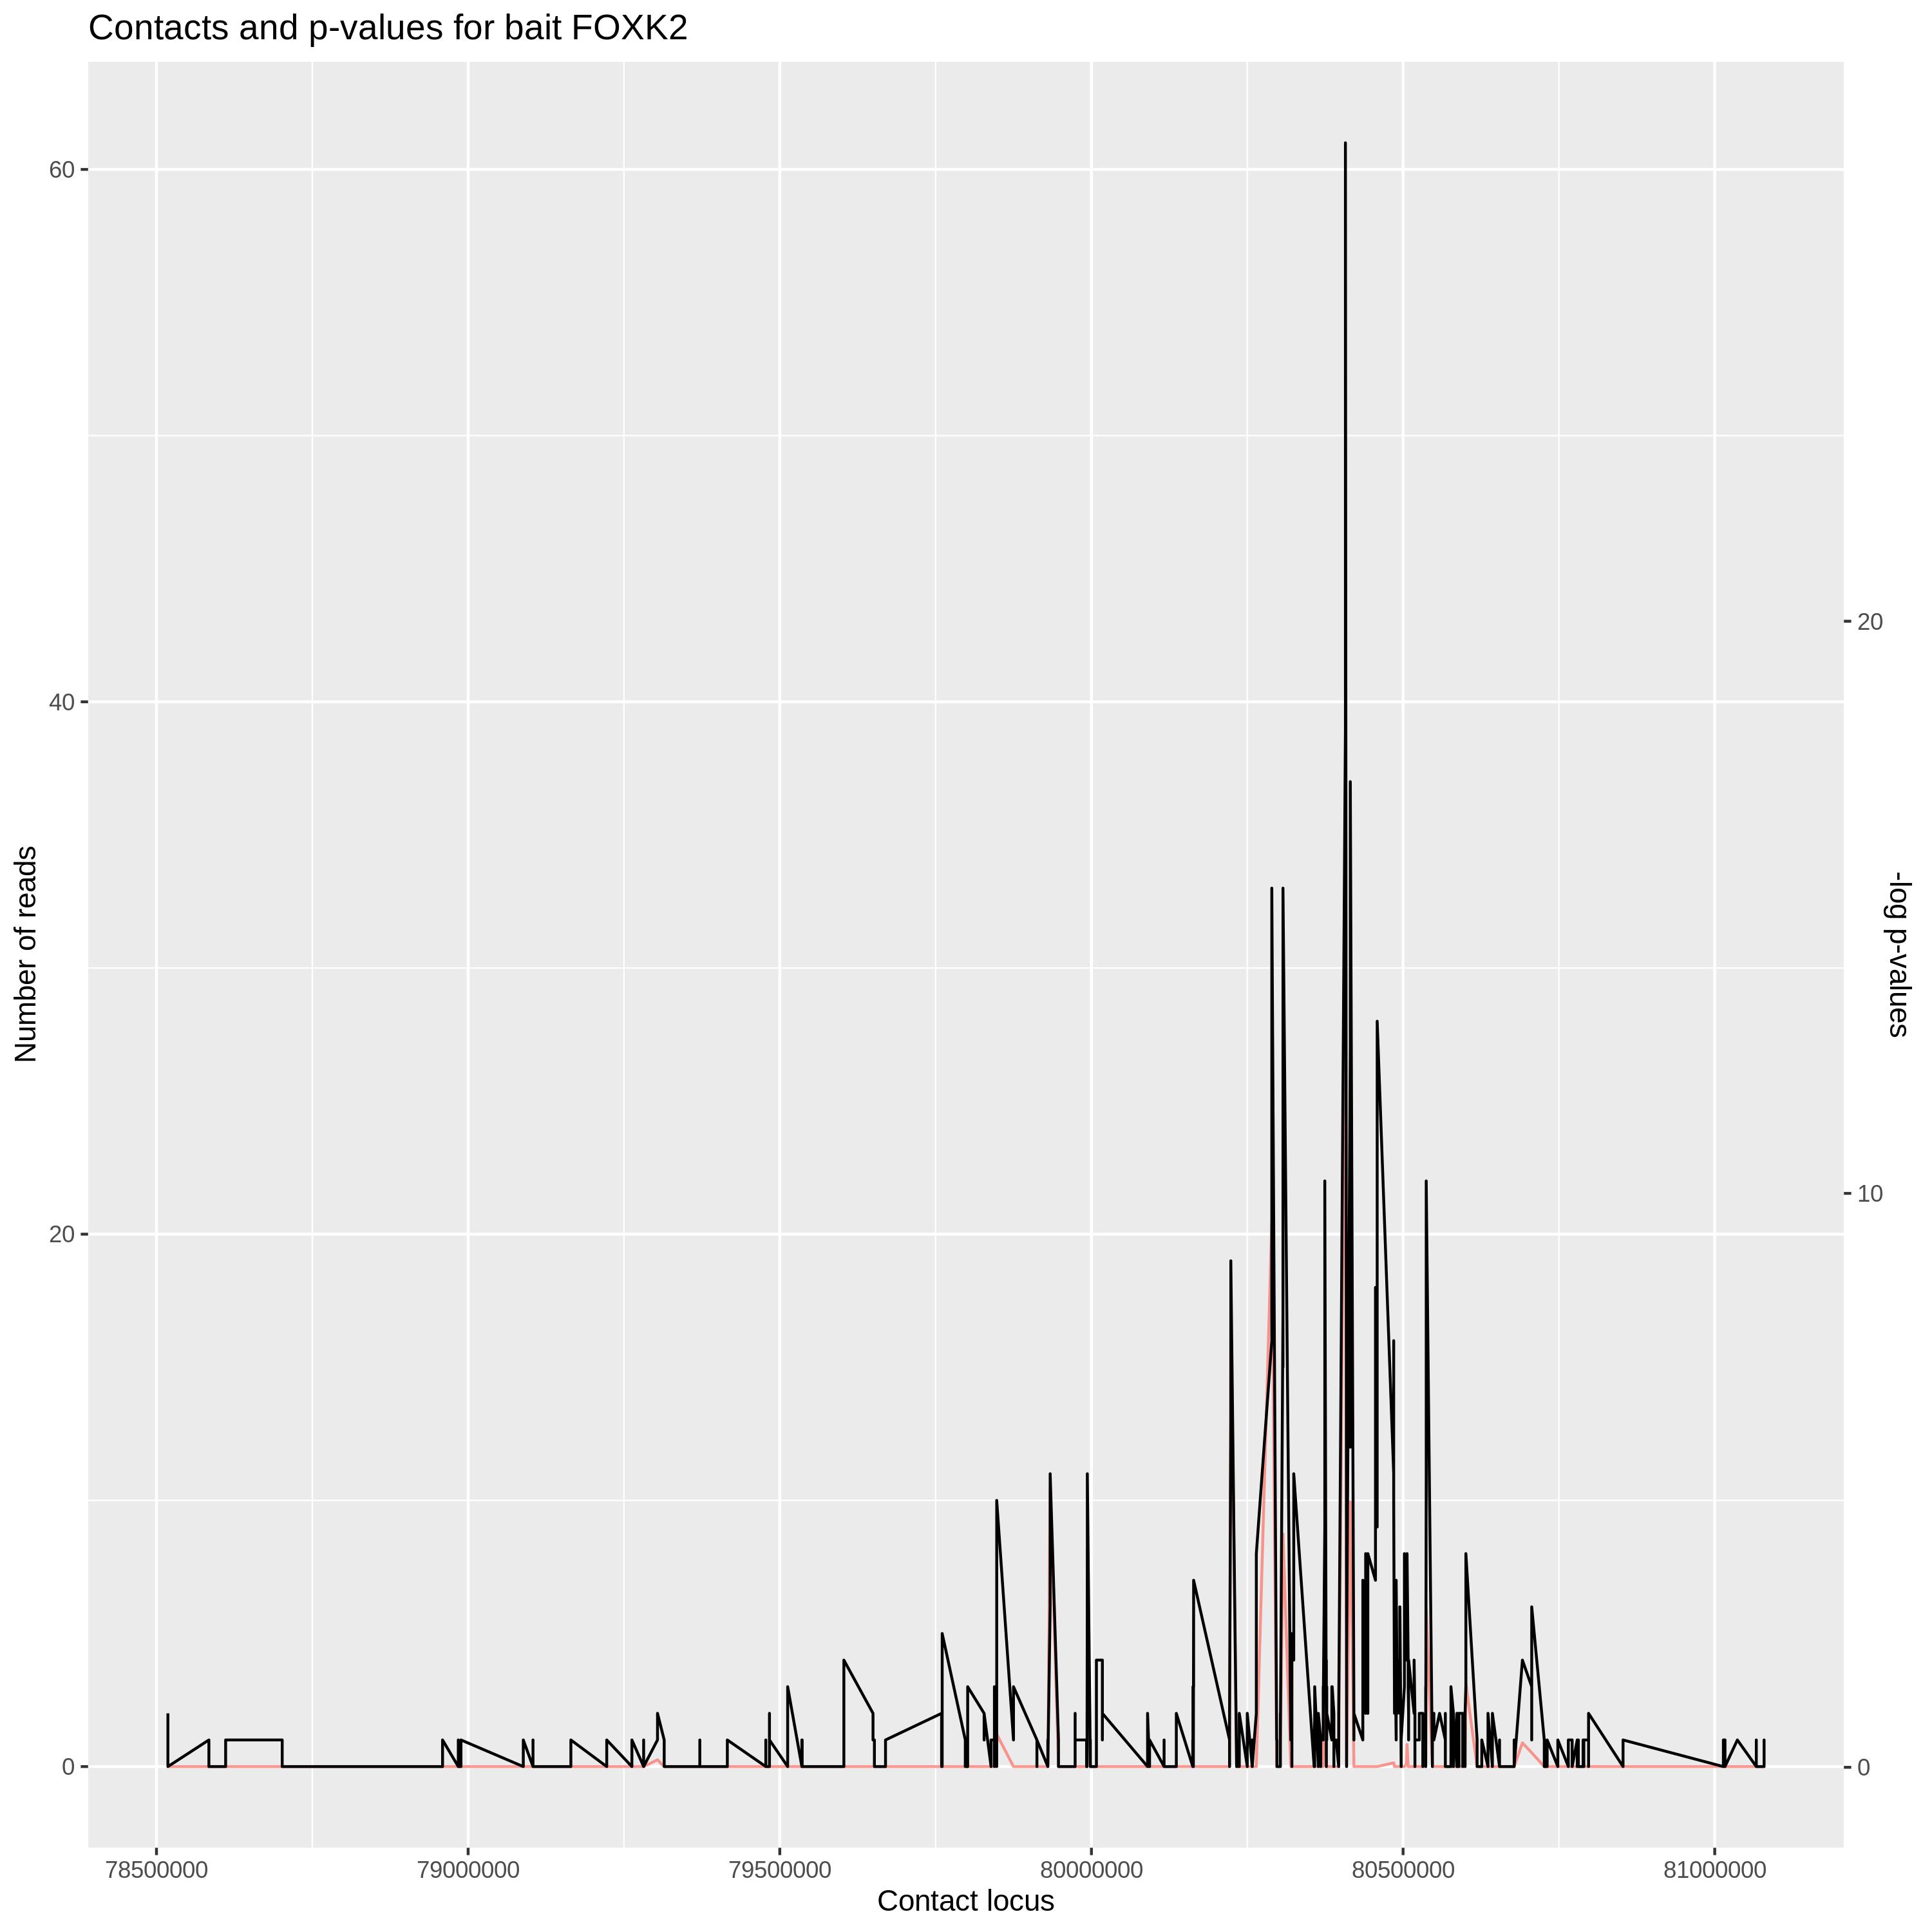 Contacts and p-values for bait FOXK2
60
40
20
0
Number of reads
20
10
0
-log p-values
78500000 79000000 79500000 80000000 80500000 81000000
Contact locus